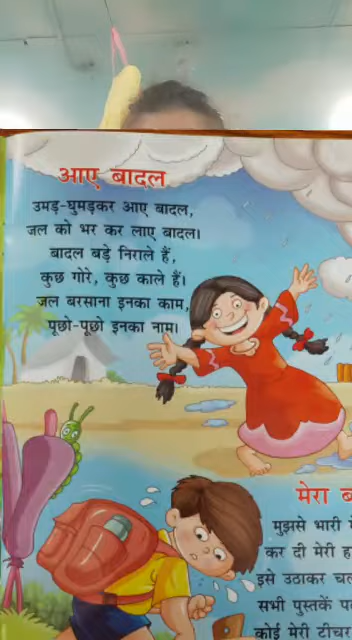 आए बादल
उमड़-घुमड़कर आए बादल,
जल को भर कर लाए बादल।
बादल बड़े निराले हैं,
कुछ गोरे, कुछ काले हैं।
जल बरसाना इनका काम,
पूछो-पूछो इनका नाम।
मेरा
मुझसे भारी
कर दी मेरी
इसे उठाकर
सभी पुस्तकें
कोई मेरी टीचर